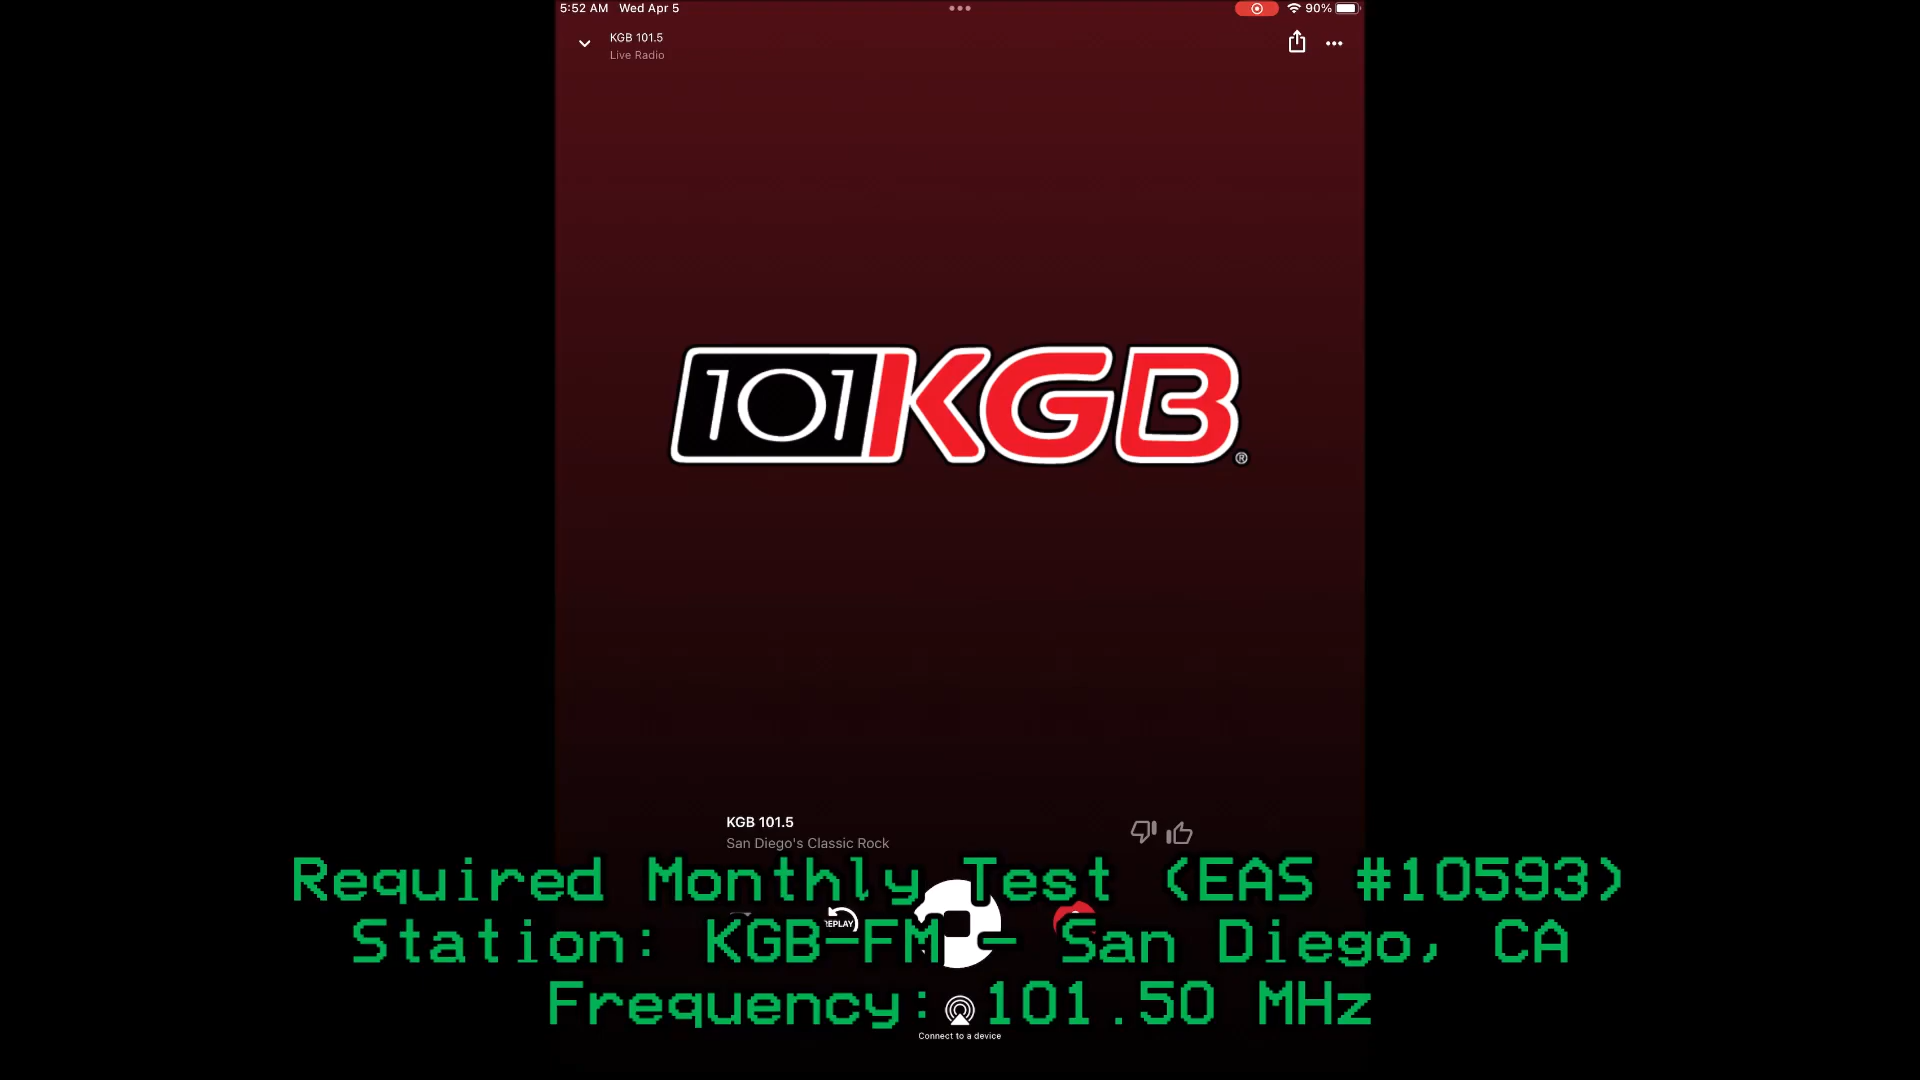 5:52 AM Wed Apr 5
90%
KGB 101.5
Live Radio
101KGB®
KGB 101.5
San Diego's Classic Rock
Required Monthly Test (EAS #10593)
REPLAY
Station: KGB-FM - San Diego, CA
Frequency: 101.50 MHz
Connect to a device